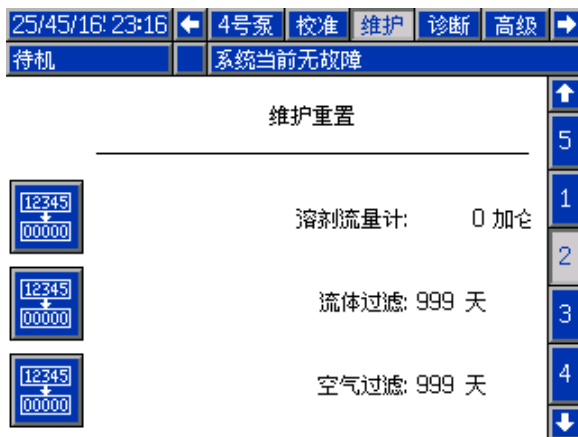 25/45/16! 23:16 4号泵 校准 维护 诊断 高级
待机 系统当前无故障
维护重置
5
12345
00000
溶剂流量计: 0 加仑
1
2
12345
00000
流体过滤: 999 天
3
12345
00000
空气过滤: 999 天
4